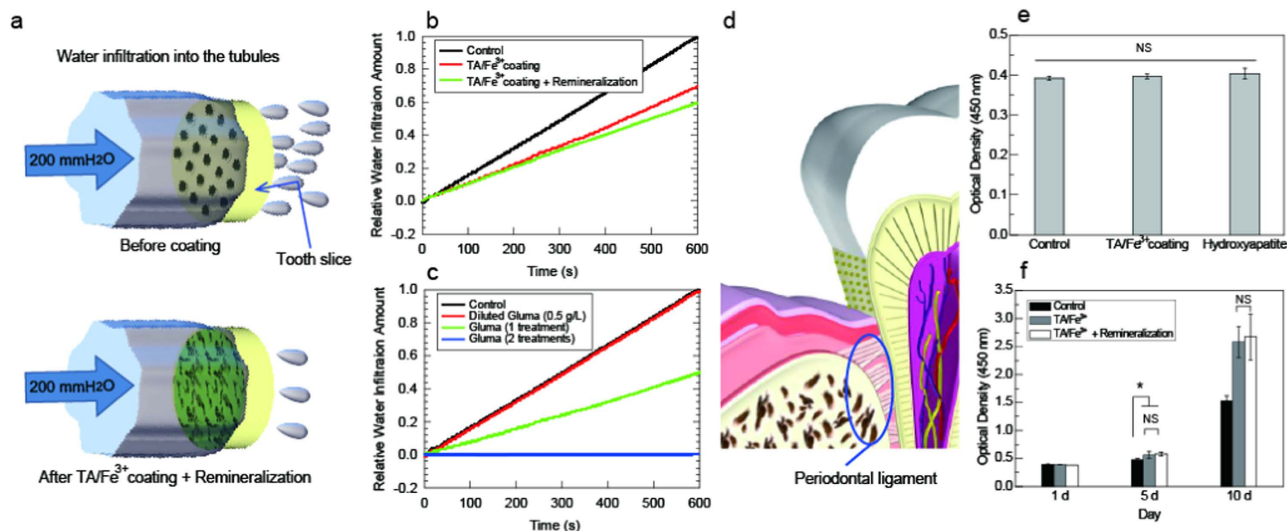 a
Water infiltration into the tubules
200 mmH2O
Before coating
Tooth slice
200 mmH2O
After TA/Fe3+ coating + Remineralization
b
Relative Water Infiltraion Amount
1.0
0.8
0.6
0.4
0.2
0.0
-0.2
Control
TA/Fe3+ coating
TA/Fe3+ coating + Remineralization
0
100
200
300
400
500
600
Time (s)
c
Relative Water Infiltraion Amount
1.0
0.8
0.6
0.4
0.2
0.0
-0.2
Control
Diluted Gluma (0.5 g/L)
Gluma (1 treatment)
Gluma (2 treatments)
0
100
200
300
400
500
600
Time (s)
d
Periodontal ligament
e
Optical Density (450 nm)
0.5
0.4
0.3
0.2
0.1
0.0
NS
Control
TA/Fe3+ coating
Hydroxyapatite
f
Optical Density (450 nm)
3.5
3.0
2.5
2.0
1.5
1.0
0.5
0.0
Control
TA/Fe3+
TA/Fe3+ + Remineralization
*
NS
NS
1 d
5 d
10 d
Day